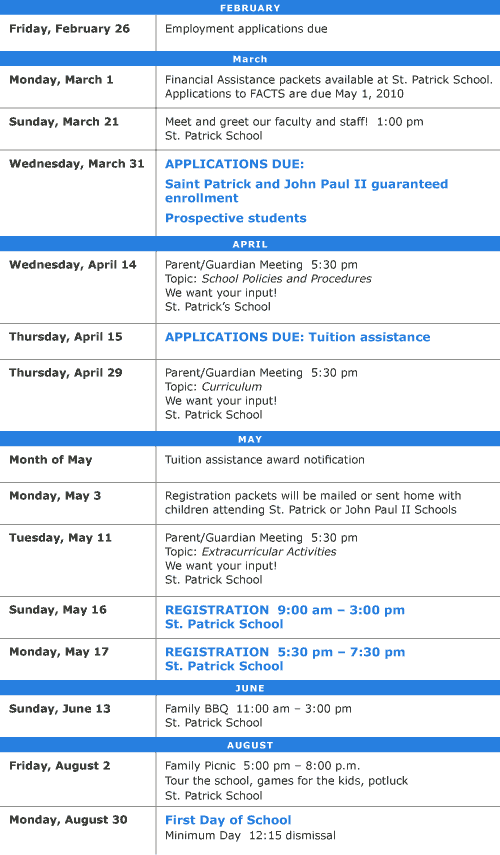 FEBRUARY
Friday, February 26 Employment applications due
March
Monday, March 1 Financial Assistance packets available at St. Patrick School.
Applications to FACTS are due May 1, 2010
Sunday, March 21 Meet and greet our faculty and staff!  1:00 pm
St. Patrick School
Wednesday, March 31 APPLICATIONS DUE:
Saint Patrick and John Paul II guaranteed
enrollment
Prospective students
APRIL
Wednesday, April 14 Parent/Guardian Meeting  5:30 pm
Topic: School Policies and Procedures
We want your input!
St. Patrick’s School
Thursday, April 15 APPLICATIONS DUE: Tuition assistance
Thursday, April 29 Parent/Guardian Meeting  5:30 pm
Topic: Curriculum
We want your input!
St. Patrick School
MAY
Month of May Tuition assistance award notification
Monday, May 3 Registration packets will be mailed or sent home with
children attending St. Patrick or John Paul II Schools
Tuesday, May 11 Parent/Guardian Meeting  5:30 pm
Topic: Extracurricular Activities
We want your input!
St. Patrick School
Sunday, May 16 REGISTRATION  9:00 am – 3:00 pm
St. Patrick School
Monday, May 17 REGISTRATION  5:30 pm – 7:30 pm
St. Patrick School
JUNE
Sunday, June 13 Family BBQ  11:00 am – 3:00 pm
St. Patrick School
AUGUST
Friday, August 2 Family Picnic  5:00 pm – 8:00 p.m.
Tour the school, games for the kids, potluck
St. Patrick School
Monday, August 30 First Day of School
Minimum Day  12:15 dismissal